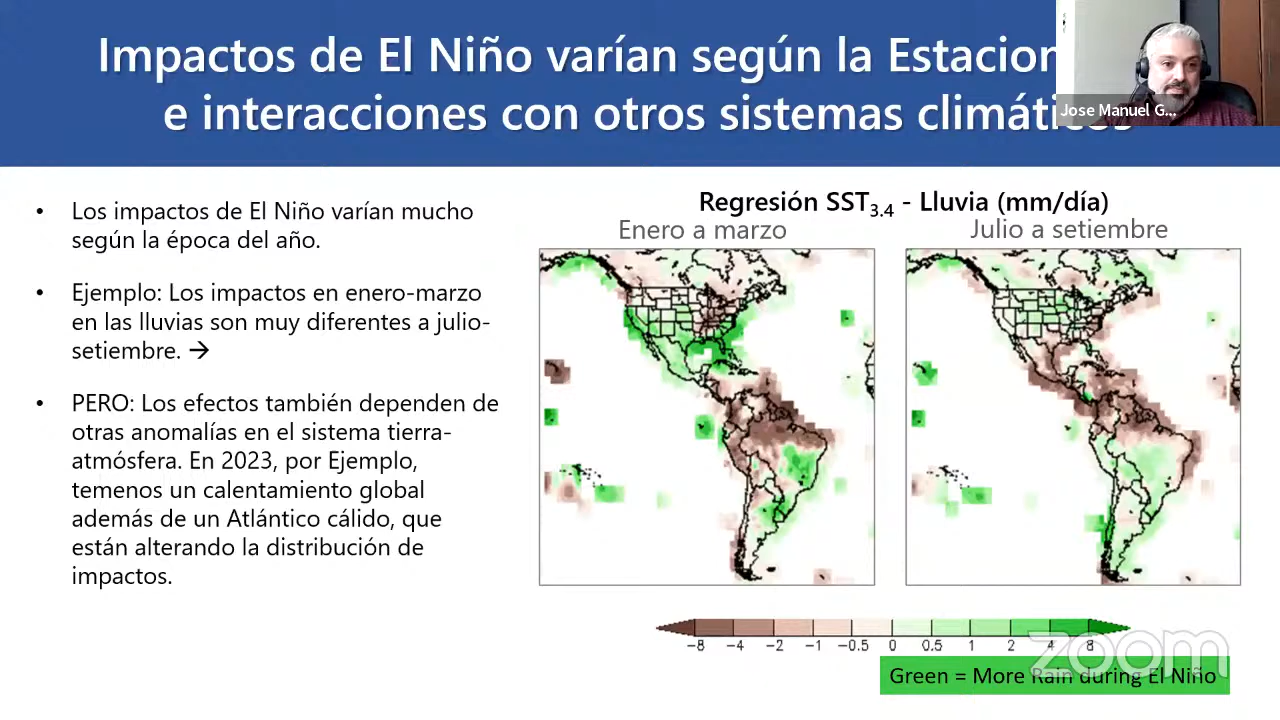 Impactos de El Niño varían según la Estacion
e interacciones con otros sistemas climáticos
Jose Manuel G...
• Los impactos de El Niño varían mucho
según la época del año.
• Ejemplo: Los impactos en enero-marzo
en las lluvias son muy diferentes a julio-
setiembre. →
• PERO: Los efectos también dependen de
otras anomalías en el sistema tierra-
atmósfera. En 2023, por Ejemplo,
temenos un calentamiento global
además de un Atlántico cálido, que
están alterando la distribución de
impactos.
Regresión SST3.4 - Lluvia (mm/día)
Enero a marzo
Julio a setiembre
−8 −4 −2 −1 −0.5 0 0.5 1 2 4 8
zoom
Green = More Rain during El Niño